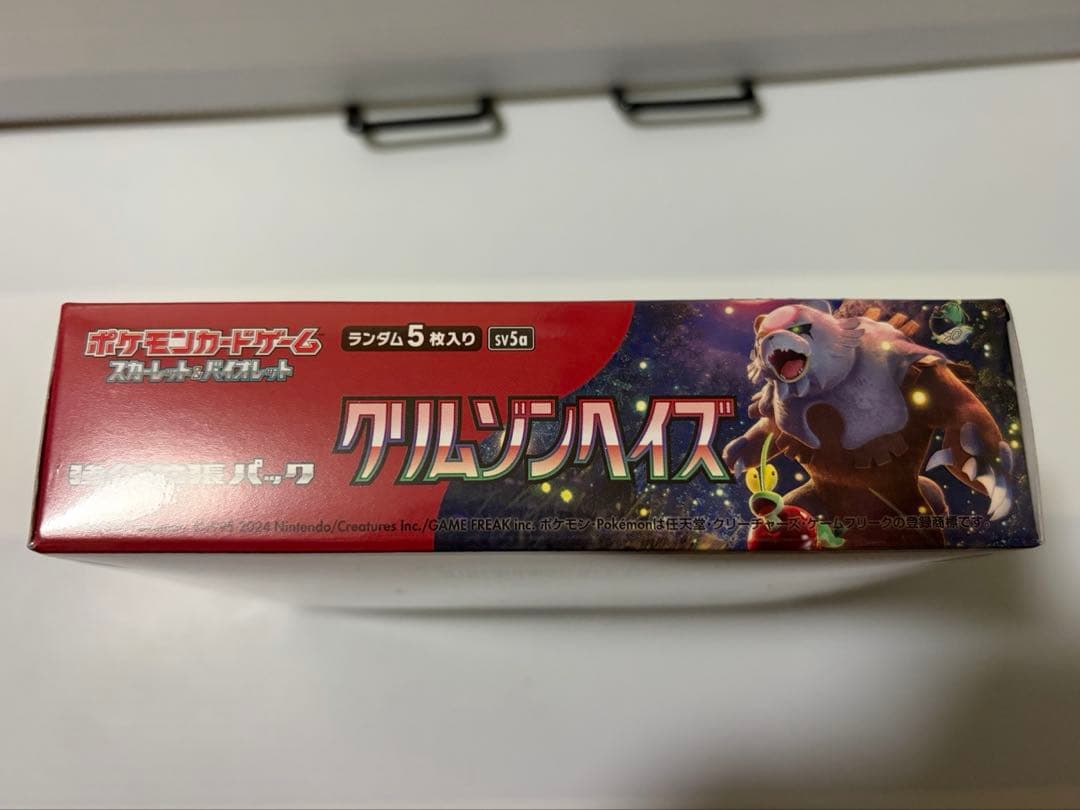 ポケモンカードゲーム
スカーレット&バイオレット
ランダム5枚入り
sv5a
クリムゾンヘイズ
強化拡張パック
2024 Nintendo/Creatures Inc./GAME FREAK inc. ポケモン・Pokémonは任天堂・クリーチャーズ・ゲームフリークの登録商標です。